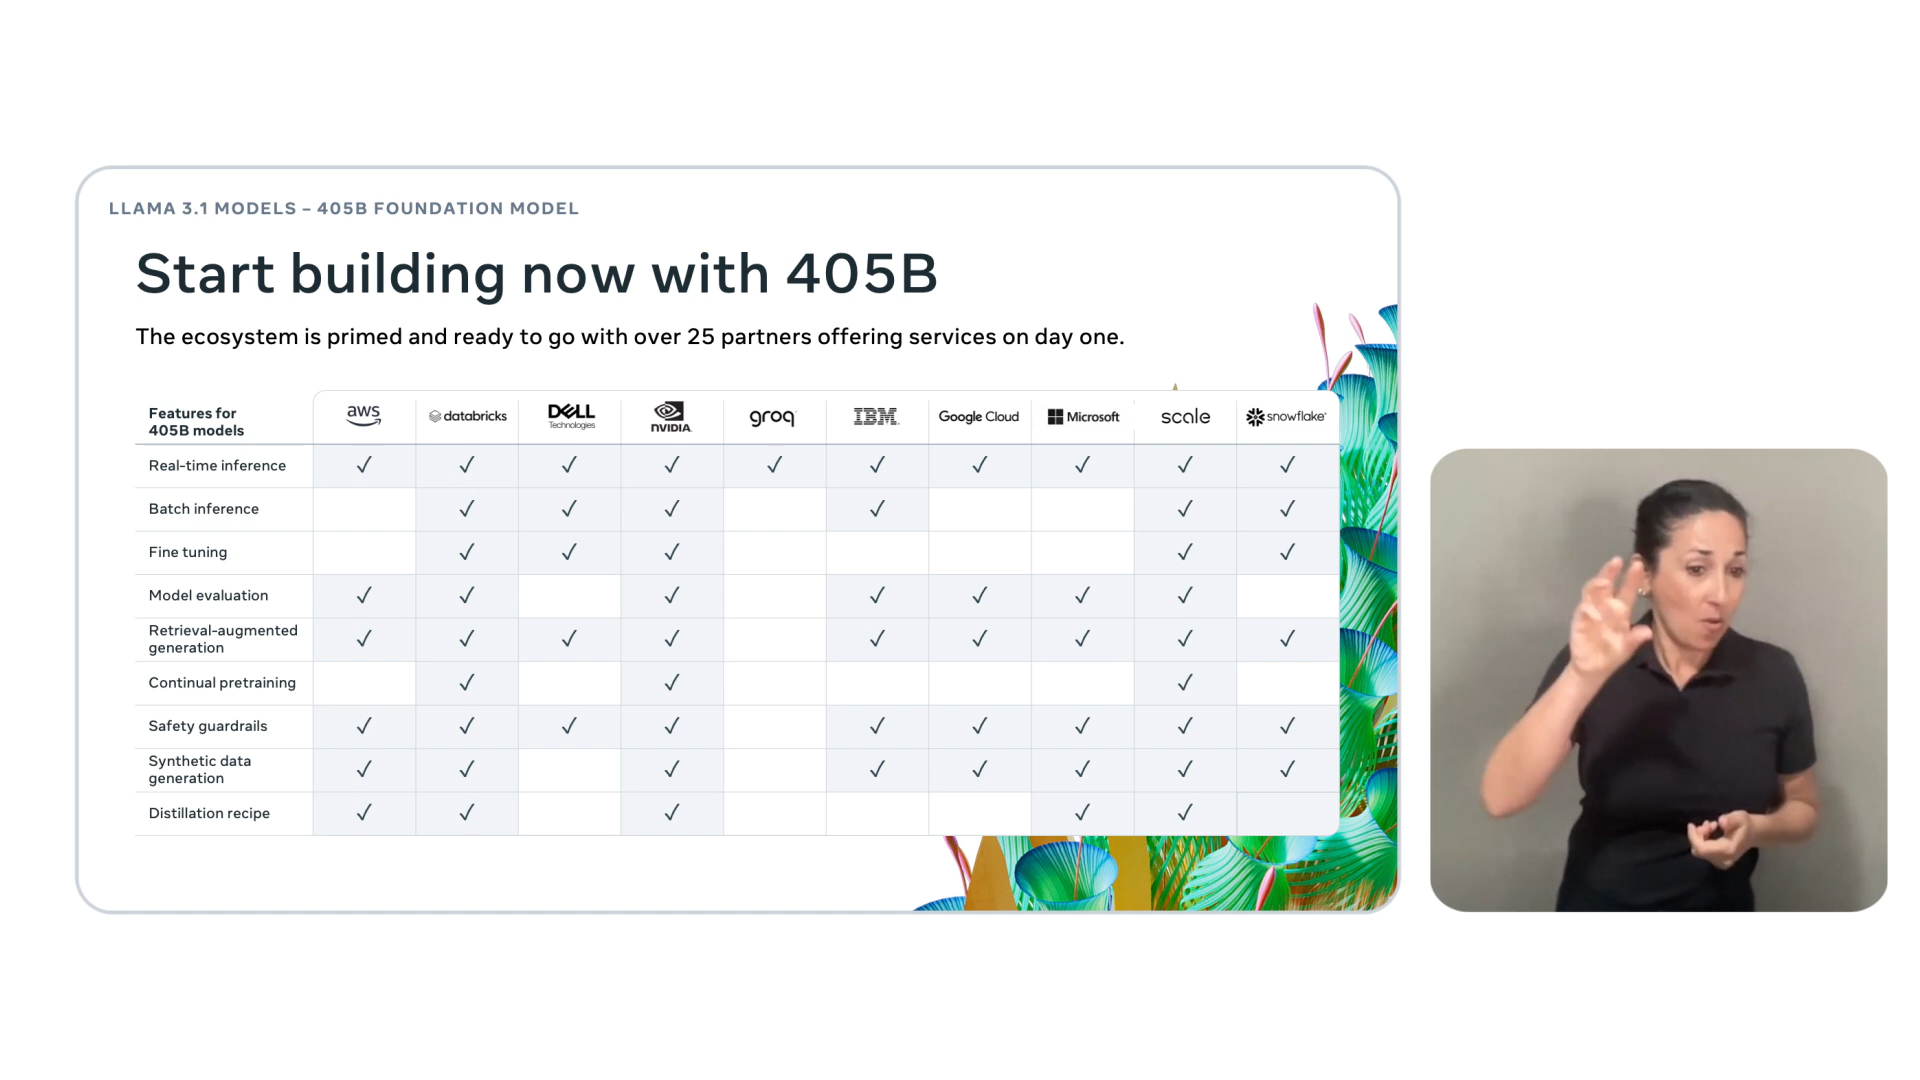 LLAMA 3.1 MODELS – 405B FOUNDATION MODEL
Start building now with 405B
The ecosystem is primed and ready to go with over 25 partners offering services on day one.
Features for
405B models
aws databricks DELL Technologies NVIDIA groq IBM Google Cloud Microsoft scale snowflake
Real-time inference ✓ ✓ ✓ ✓ ✓ ✓ ✓ ✓ ✓ ✓
Batch inference ✓ ✓ ✓ ✓ ✓ ✓
Fine tuning ✓ ✓ ✓ ✓ ✓
Model evaluation ✓ ✓ ✓ ✓ ✓ ✓ ✓
Retrieval-augmented
generation ✓ ✓ ✓ ✓ ✓ ✓ ✓ ✓ ✓
Continual pretraining ✓ ✓ ✓
Safety guardrails ✓ ✓ ✓ ✓ ✓ ✓ ✓ ✓ ✓
Synthetic data
generation ✓ ✓ ✓ ✓ ✓ ✓ ✓ ✓
Distillation recipe ✓ ✓ ✓ ✓ ✓